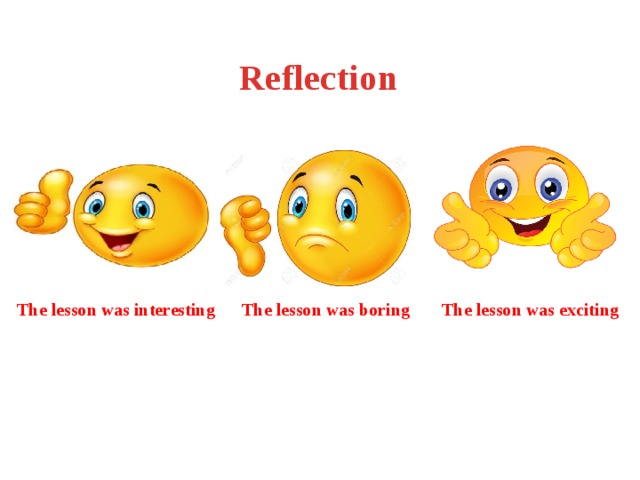 Reflection
The lesson was interesting
The lesson was boring
The lesson was exciting